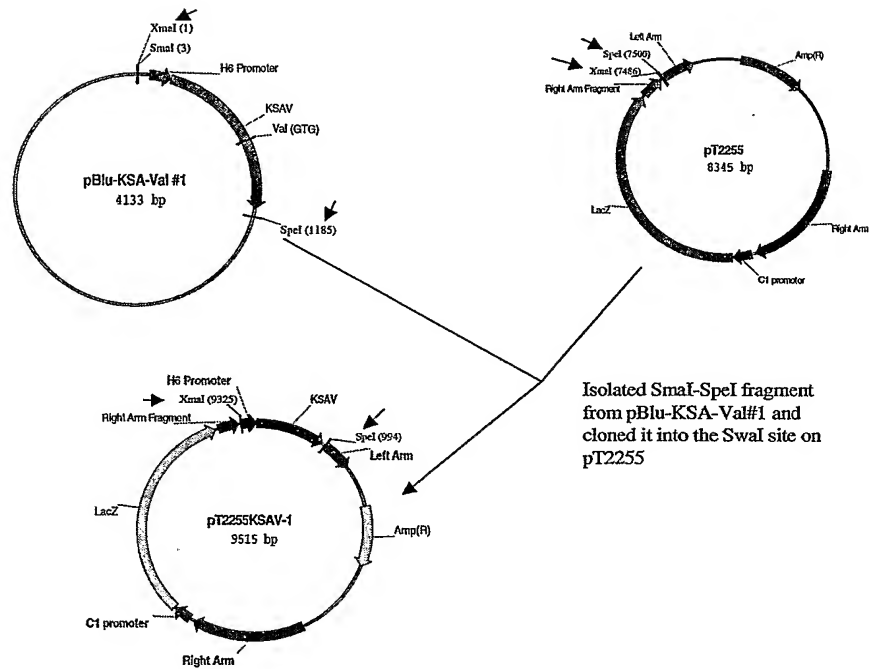 XmaI (1)
SmaI (3)
H6 Promoter
KSAV
Val (GTG)
pBlu-KSA-Val #1
4133 bp
SpeI (1185)
Left Arm
SpeI (7500)
XmaI (7486)
Right Arm Fragment
Amp(R)
pT2255
8345 bp
LacZ
Right Arm
C1 promoter
H6 Promoter
XmaI (9325)
KSAV
Right Arm Fragment
SpeI (994)
Left Arm
LacZ
pT2255KSAV-1
9515 bp
Amp(R)
C1 promoter
Right Arm
Isolated SmaI-SpeI fragment
from pBlu-KSA-Val#1 and
cloned it into the SwaI site on
pT2255